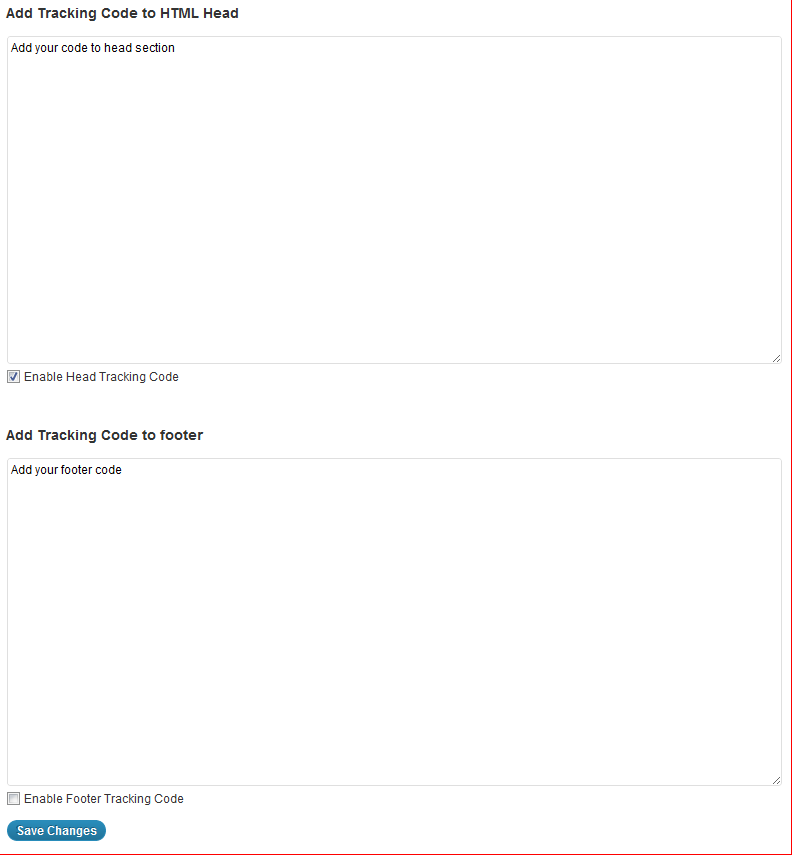 Add Tracking Code to HTML Head
Add your code to head section
Enable Head Tracking Code
Add Tracking Code to footer
Add your footer code
Enable Footer Tracking Code
Save Changes